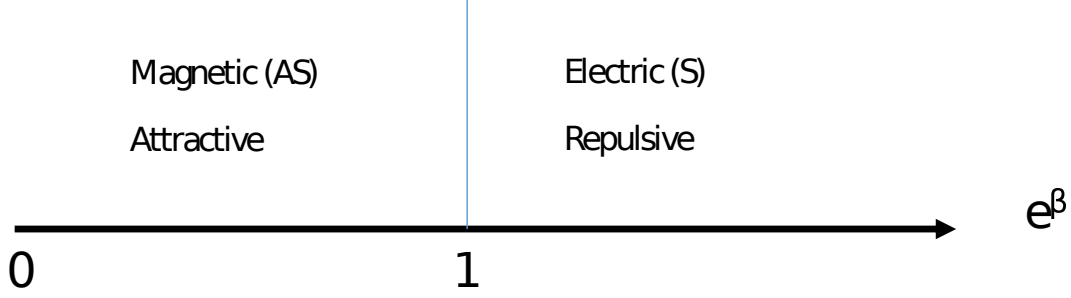 Magnetic (AS)
Attractive
Electric (S)
Repulsive
e^β
0
1